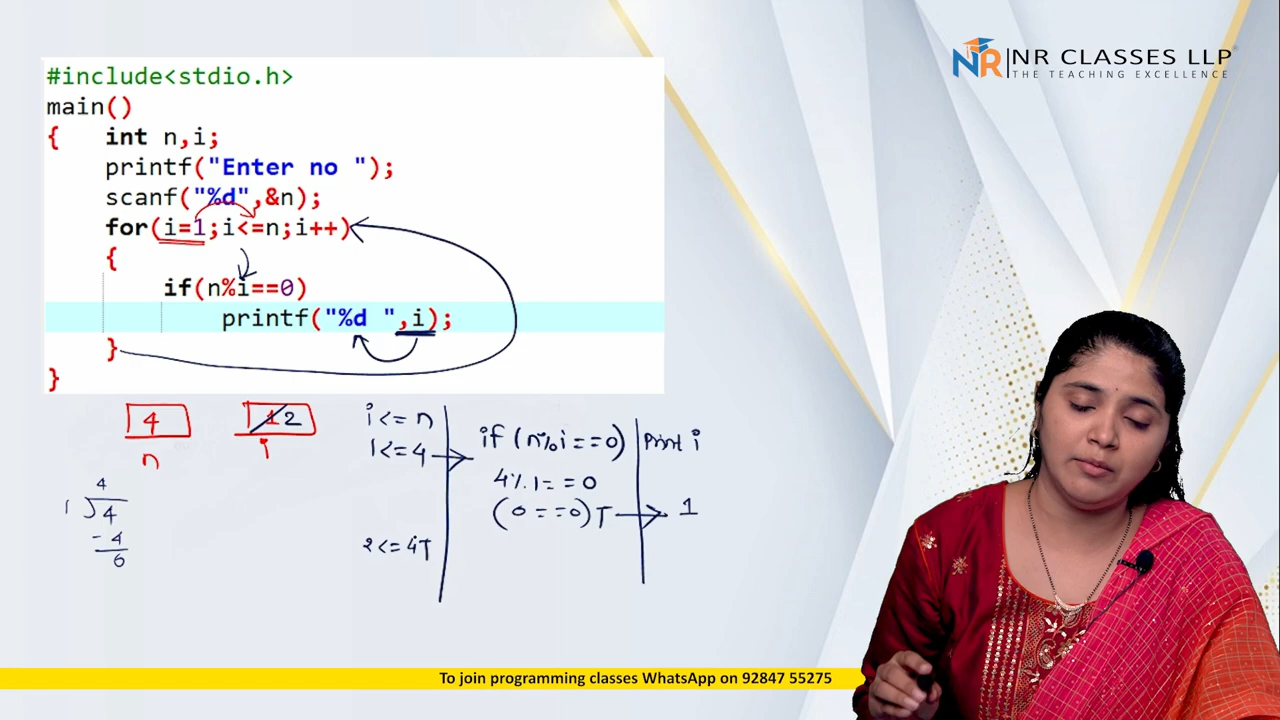 NR NR CLASSES LLP
THE TEACHING EXCELLENCE
#include<stdio.h>
main()
{ int n,i;
printf("Enter no ");
scanf("%d",&n);
for(i=1;i<=n;i++)
{
if(n%i==0)
printf("%d ",i);
}
}
4
n
1 2
i
i<=n
1<=4
2<=4T
if(n%i==0)
4%1==0
(0==0)T
Print i
1
4
1 4
-4
0
To join programming classes WhatsApp on 92847 55275